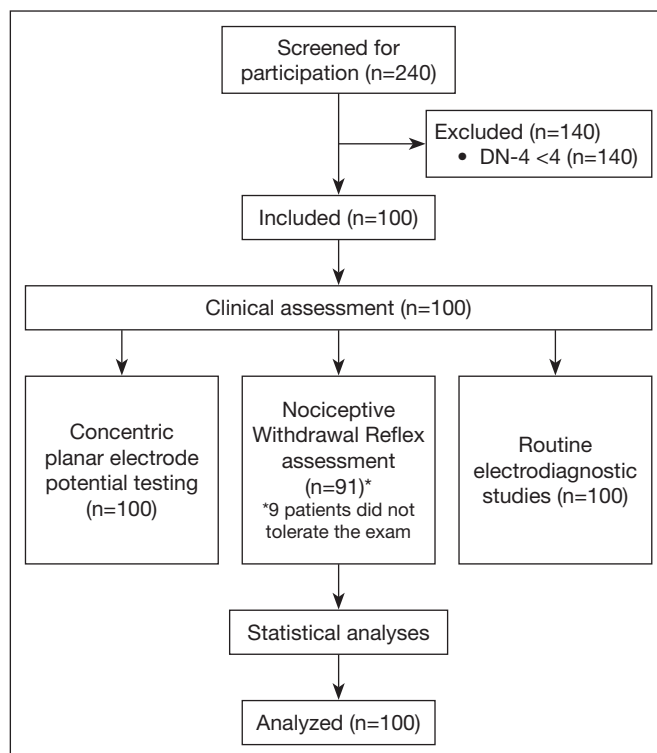 Screened for
participation (n=240)
Excluded (n=140)
• DN-4 <4 (n=140)
Included (n=100)
Clinical assessment (n=100)
Concentric
planar electrode
potential testing
(n=100)
Nociceptive
Withdrawal Reflex
assessment
(n=91)*
*9 patients did not
tolerate the exam
Routine
electrodiagnostic
studies (n=100)
Statistical analyses
Analyzed (n=100)